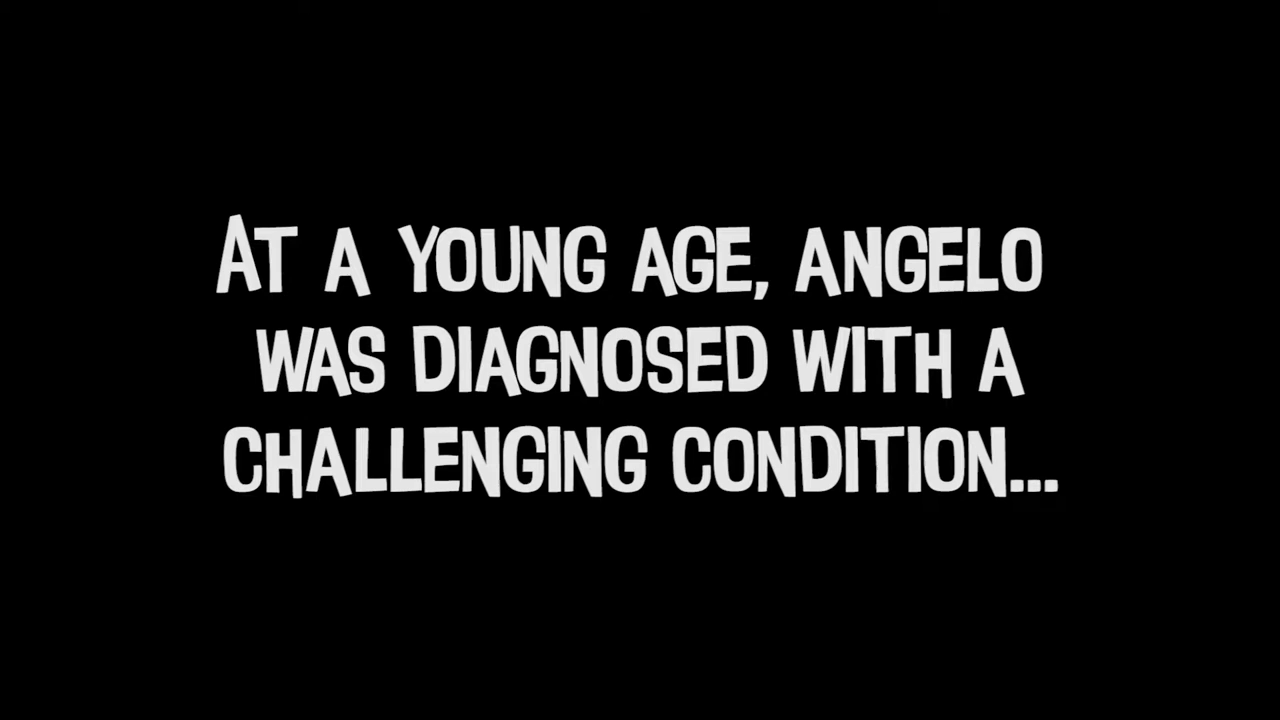 At a young age, Angelo
was diagnosed with a
challenging condition...